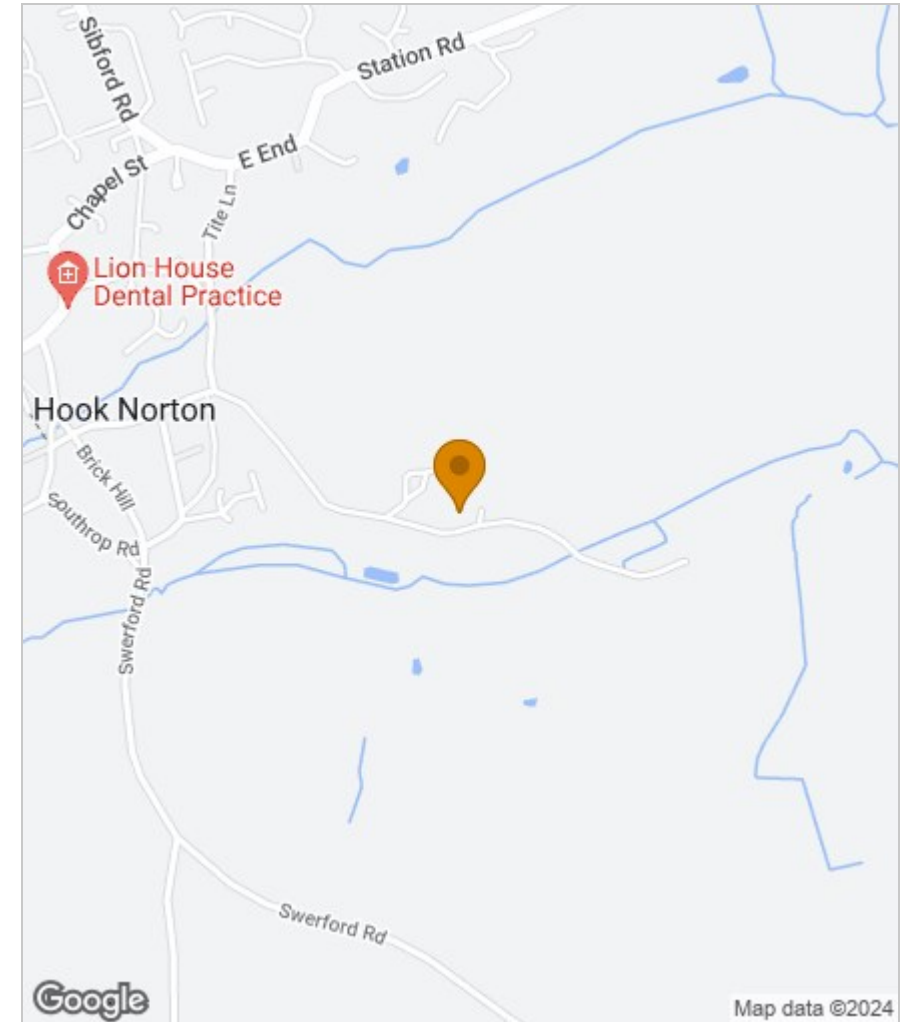 Sibford Rd
Station Rd
E End
Chapel St
Tite Ln
Lion House
Dental Practice
Hook Norton
Brick Hill
Southrop Rd
Swerford Rd
Swerford Rd
Google
Map data ©2024